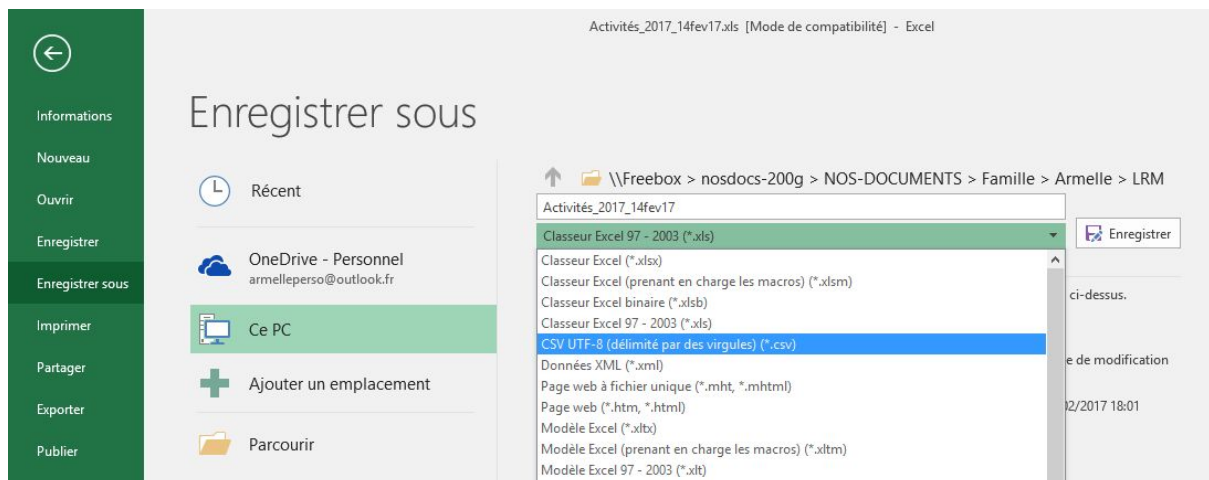 Activités_2017_14fev17.xls [Mode de compatibilité] - Excel
Informations
Nouveau
Ouvrir
Enregistrer
Enregistrer sous
Imprimer
Partager
Exporter
Publier
Enregistrer sous
Récent
OneDrive - Personnel
armelleperso@outlook.fr
Ce PC
Ajouter un emplacement
Parcourir
\\Freebox > nosdocs-200g > NOS-DOCUMENTS > Famille > Armelle > LRM
Activités_2017_14fev17
Classeur Excel 97 - 2003 (*.xls)
Enregistrer
Classeur Excel (*.xlsx)
Classeur Excel (prenant en charge les macros) (*.xlsm)
Classeur Excel binaire (*.xlsb)
Classeur Excel 97 - 2003 (*.xls)
CSV UTF-8 (délimité par des virgules) (*.csv)
Données XML (*.xml)
Page web à fichier unique (*.mht, *.mhtml)
Page web (*.htm, *.html)
Modèle Excel (*.xltx)
Modèle Excel (prenant en charge les macros) (*.xltm)
Modèle Excel 97 - 2003 (*.xlt)
ci-dessus.
e de modification
02/2017 18:01